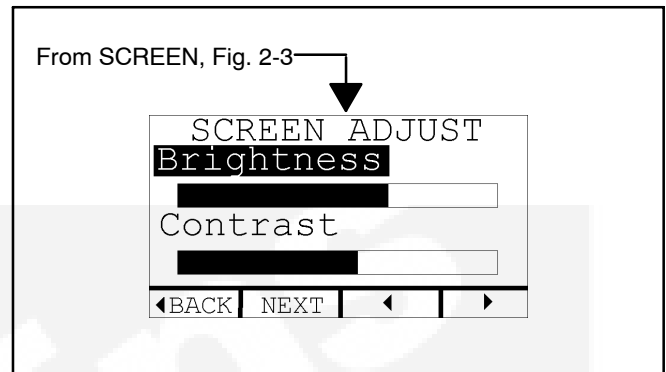 From SCREEN, Fig. 2-3
SCREEN ADJUST
Brightness
Contrast
◀BACK NEXT ◀ ▶